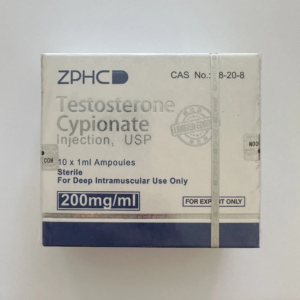 ZPHC
CAS No.: 8-20-8
Testosterone
Cypionate
Injection, USP
10 x 1ml Ampoules
Sterile
For Deep Intramuscular Use Only
200mg/ml
FOR EXPORT ONLY